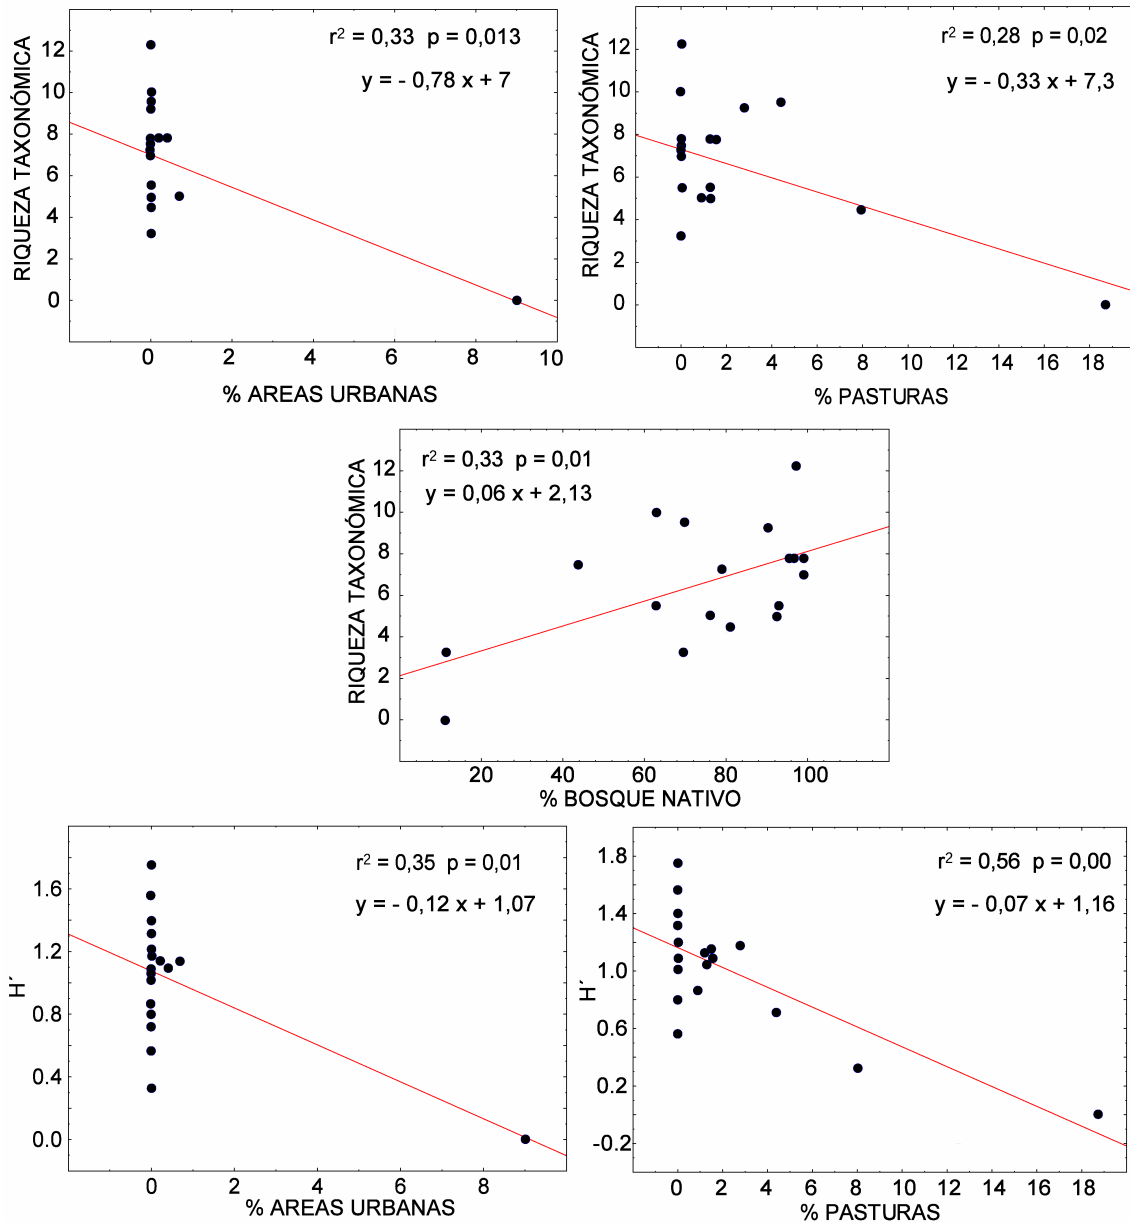 r² = 0,33 p = 0,013
y = - 0,78 x + 7
RIQUEZA TAXONÓMICA
12
10
8
6
4
2
0
0 2 4 6 8 10
% AREAS URBANAS
r² = 0,28 p = 0,02
y = - 0,33 x + 7,3
RIQUEZA TAXONÓMICA
12
10
8
6
4
2
0
0 2 4 6 8 10 12 14 16 18
% PASTURAS
r² = 0,33 p = 0,01
y = 0,06 x + 2,13
RIQUEZA TAXONÓMICA
12
10
8
6
4
2
0
20 40 60 80 100
% BOSQUE NATIVO
r² = 0,35 p = 0,01
y = - 0,12 x + 1,07
H´
1.6
1.2
0.8
0.4
0.0
0 2 4 6 8
% AREAS URBANAS
r² = 0,56 p = 0,00
y = - 0,07 x + 1,16
H´
1.8
1.4
1.0
0.6
0.2
-0.2
0 2 4 6 8 10 12 14 16 18
% PASTURAS